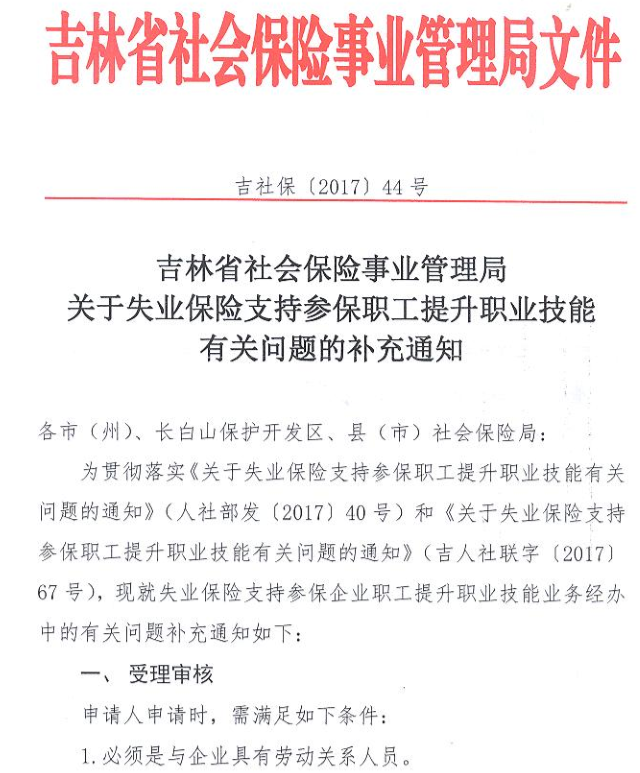 吉林省社会保险事业管理局文件
吉社保〔2017〕44 号
吉林省社会保险事业管理局
关于失业保险支持参保职工提升职业技能
有关问题的补充通知
各市（州）、长白山保护开发区、县（市）社会保险局：
为贯彻落实《关于失业保险支持参保职工提升职业技能有关
问题的通知》（人社部发〔2017〕40 号）和《关于失业保险支持
参保职工提升职业技能有关问题的通知》（吉人社联字〔2017〕
67 号），现就失业保险支持参保企业职工提升职业技能业务经办
中的有关问题补充通知如下：
一、 受理审核
申请人申请时，需满足如下条件：
1.必须是与企业具有劳动关系人员。